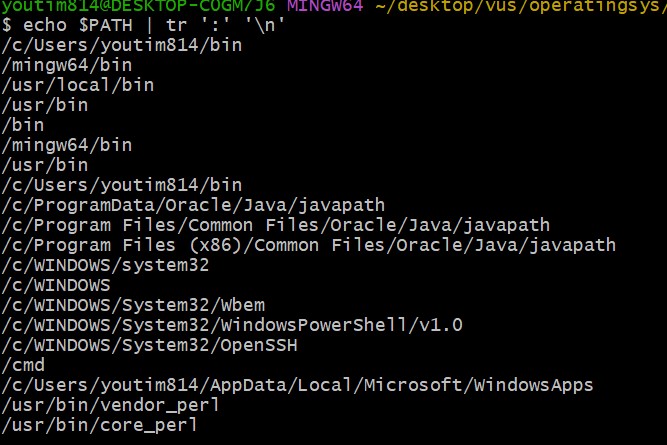 youtim814@DESKTOP-COGM/J6 MINGW64 ~/desktop/vus/operatingsys/
$ echo $PATH | tr ':' '\n'
/c/Users/youtim814/bin
/mingw64/bin
/usr/local/bin
/usr/bin
/bin
/mingw64/bin
/usr/bin
/c/Users/youtim814/bin
/c/ProgramData/Oracle/Java/javapath
/c/Program Files/Common Files/Oracle/Java/javapath
/c/Program Files (x86)/Common Files/Oracle/Java/javapath
/c/WINDOWS/system32
/c/WINDOWS
/c/WINDOWS/System32/Wbem
/c/WINDOWS/System32/WindowsPowerShell/v1.0
/c/WINDOWS/System32/OpenSSH
/cmd
/c/Users/youtim814/AppData/Local/Microsoft/WindowsApps
/usr/bin/vendor_perl
/usr/bin/core_perl